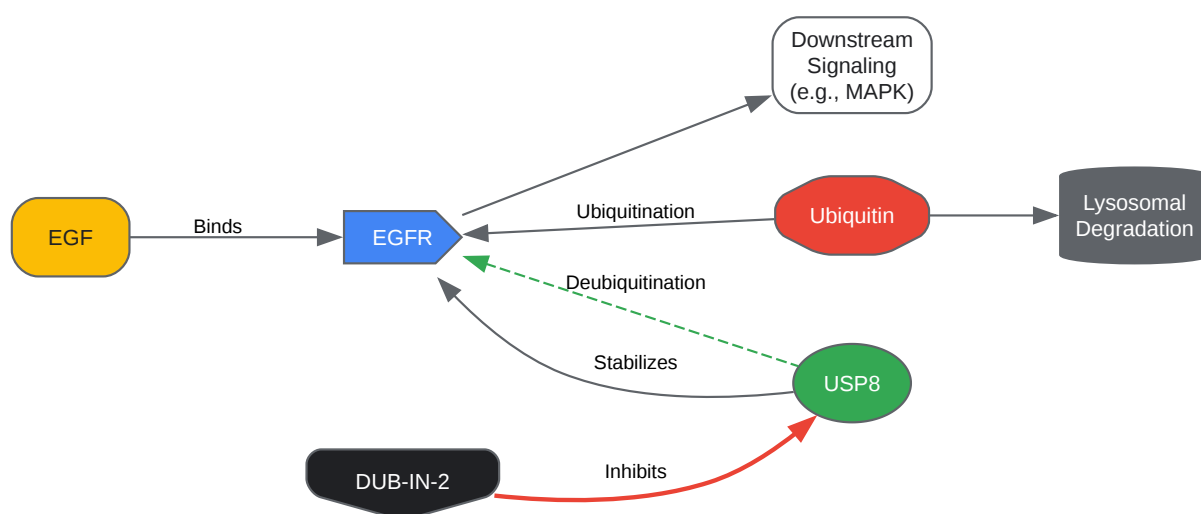 Downstream
Signaling
(e.g., MAPK)
EGF
Binds
EGFR
Ubiquitination
Ubiquitin
Lysosomal
Degradation
Deubiquitination
Stabilizes
USP8
Inhibits
DUB-IN-2